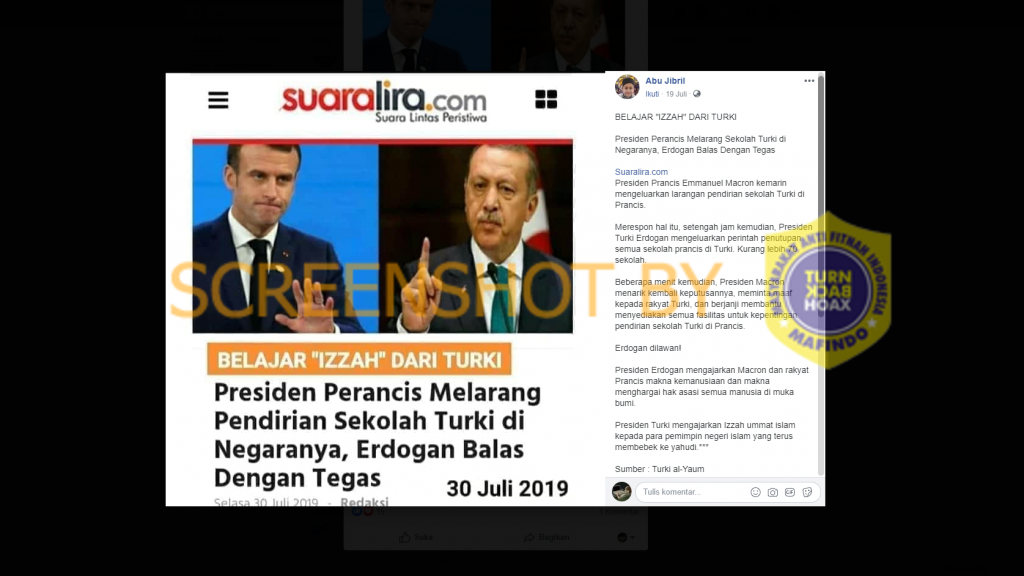 suaralira.com
Suara Lintas Peristiwa
BELAJAR "IZZAH" DARI TURKI
Presiden Perancis Melarang
Pendirian Sekolah Turki di
Negaranya, Erdogan Balas
Dengan Tegas
30 Juli 2019
Selasa 30 Juli 2019 - Redaksi
Abu Jibril
Ikuti · 19 Juli ·
BELAJAR "IZZAH" DARI TURKI
Presiden Perancis Melarang Sekolah Turki di
Negaranya, Erdogan Balas Dengan Tegas
Suaralira.com
Presiden Prancis Emmanuel Macron kemarin
mengeluarkan larangan pendirian sekolah Turki di
Prancis.
Merespon hal itu, setengah jam kemudian, Presiden
Turki Erdogan mengeluarkan perintah penutupan
semua sekolah prancis di Turki. Kurang lebih
sekolah.
Beberapa menit kemudian, Presiden Macron
menarik kembali keputusannya, meminta maaf
kepada rakyat Turki, dan berjanji membantu
menyediakan semua fasilitas untuk kepentingan
pendirian sekolah Turki di Prancis.
Erdogan dilawan!!
Presiden Erdogan mengajarkan Macron dan rakyat
Prancis makna kemanusiaan dan makna
menghargai hak asasi semua manusia di muka
bumi.
Presiden Turki mengajarkan Izzah ummat islam
kepada para pemimpin negeri islam yang terus
membebek ke yahudi.***
Sumber : Turki al-Yaum
Tulis komentar...
SCREENSHOT BY
MASYARAKAT ANTI FITNAH INDONESIA
TURN
BACK
HOAX
MAFINDO
Suka
Bagikan